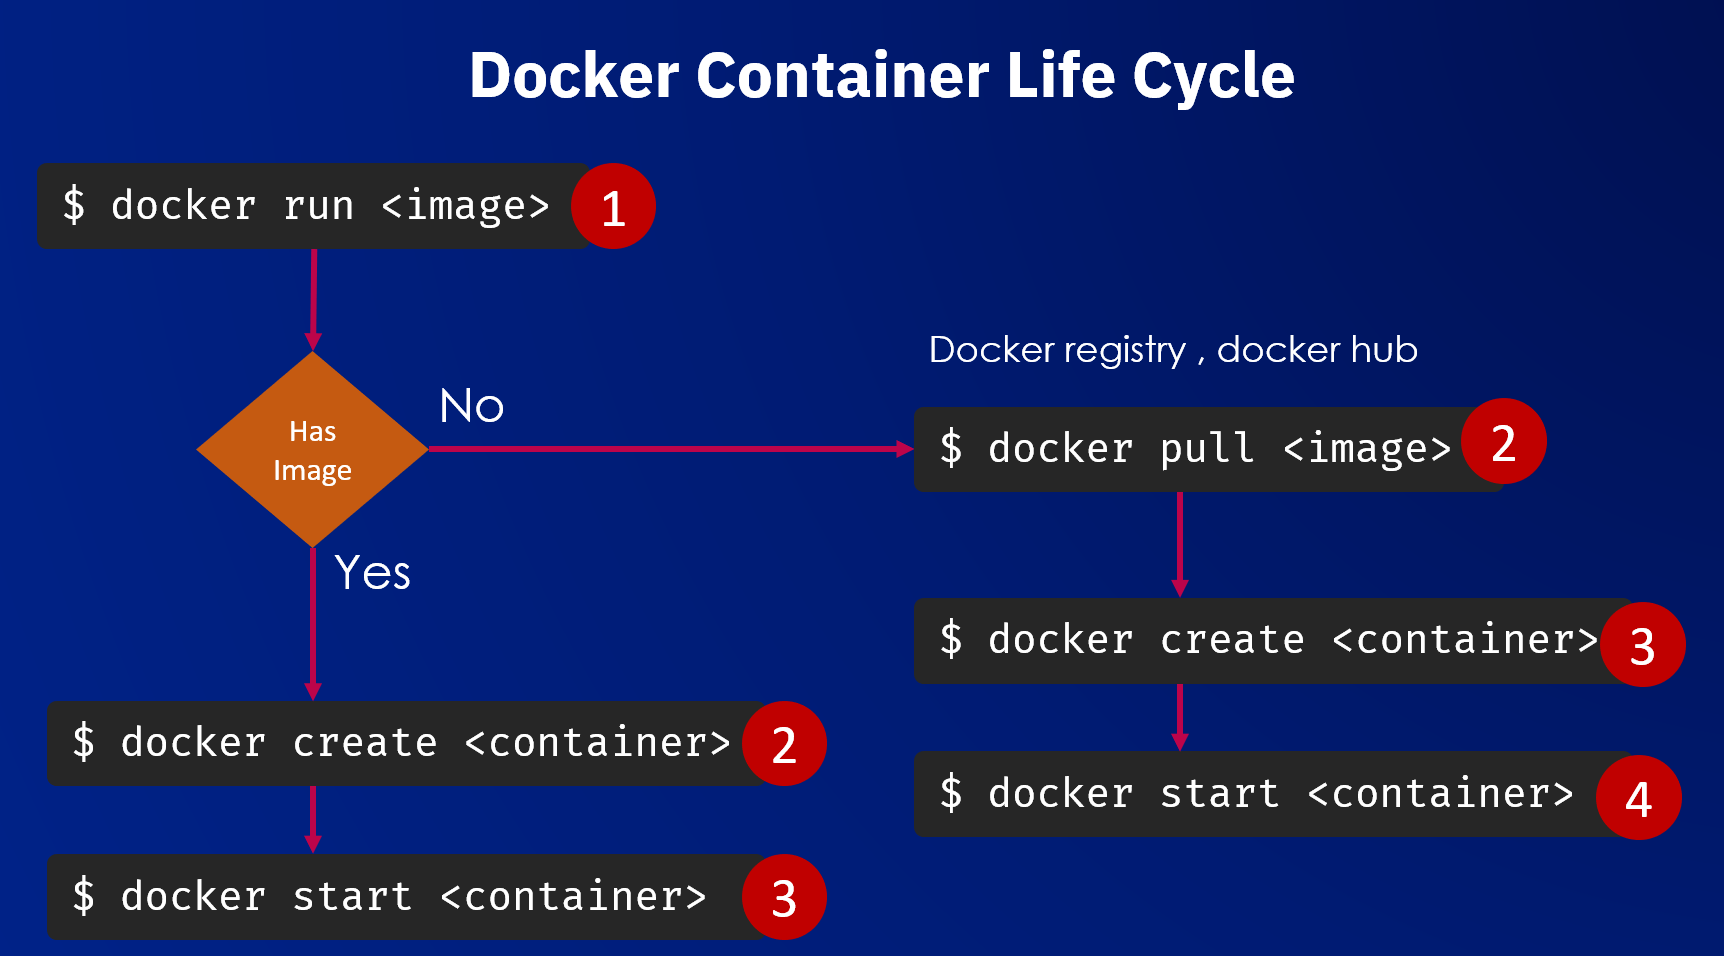 Docker Container Life Cycle
$ docker run <image>
1
Has
Image
No
Yes
Docker registry , docker hub
$ docker pull <image>
2
$ docker create <container>
3
$ docker start <container>
4
$ docker create <container>
2
$ docker start <container>
3